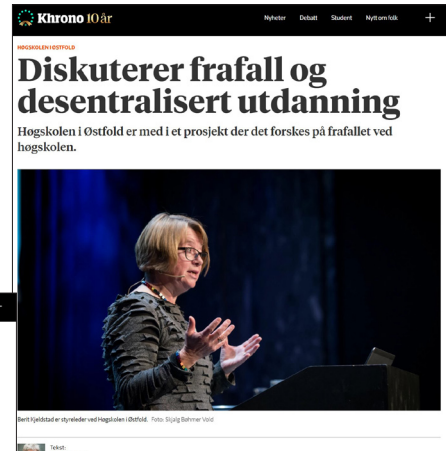 Khrono 10 år
Nyheter Debatt Student Nytt om folk
HØGSKOLEN I ØSTFOLD
Diskuterer frafall og
desentralisert utdanning
Høgskolen i Østfold er med i et prosjekt der det forskes på frafallet ved
høgskolen.
Berit Kjeldstad er styreleder ved Høgskolen i Østfold. Foto: Skjalg Bøhmer Vold
Tekst: